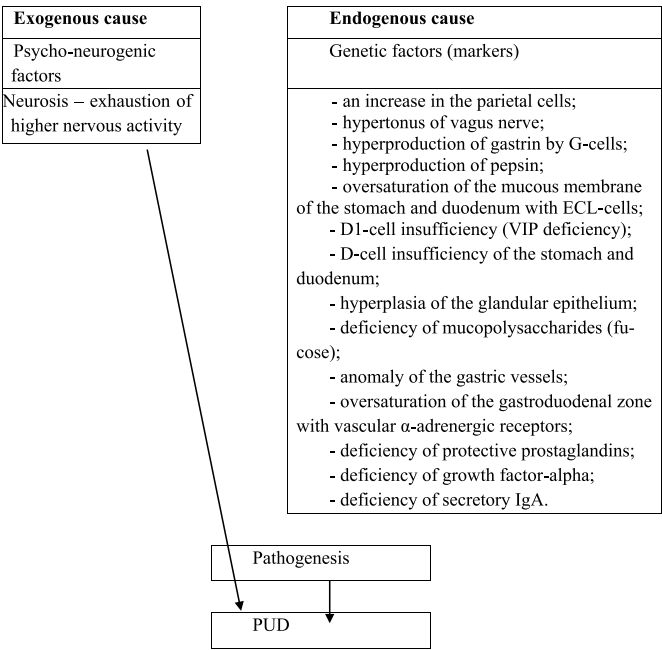 Exogenous cause
Psycho-neurogenic
factors
Neurosis – exhaustion of
higher nervous activity
Endogenous cause
Genetic factors (markers)
- an increase in the parietal cells;
- hypertonus of vagus nerve;
- hyperproduction of gastrin by G-cells;
- hyperproduction of pepsin;
- oversaturation of the mucous membrane
of the stomach and duodenum with ECL-cells;
- D1-cell insufficiency (VIP deficiency);
- D-cell insufficiency of the stomach and
duodenum;
- hyperplasia of the glandular epithelium;
- deficiency of mucopolysaccharides (fu-
cose);
- anomaly of the gastric vessels;
- oversaturation of the gastroduodenal zone
with vascular α-adrenergic receptors;
- deficiency of protective prostaglandins;
- deficiency of growth factor-alpha;
- deficiency of secretory IgA.
Pathogenesis
PUD